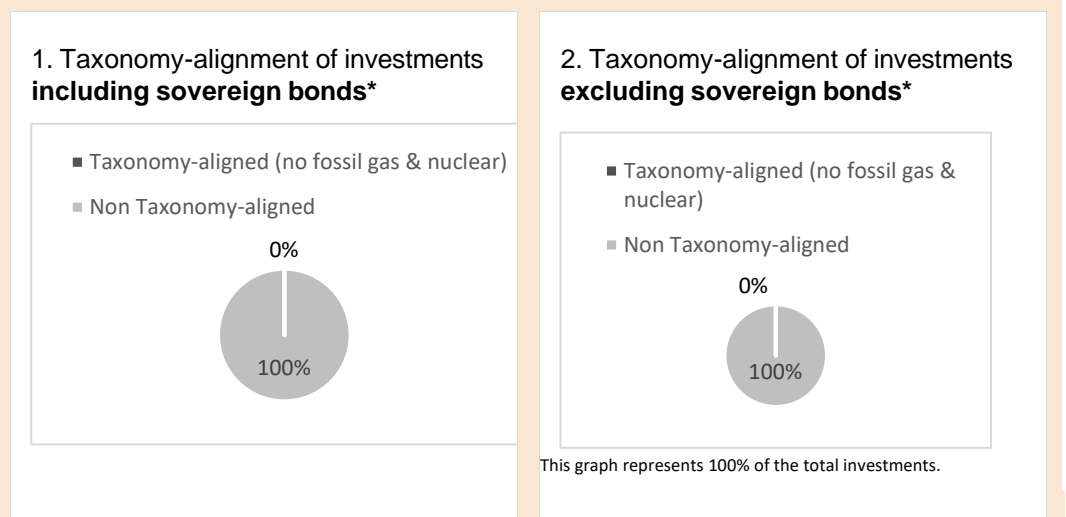 1. Taxonomy-alignment of investments
including sovereign bonds*
■ Taxonomy-aligned (no fossil gas & nuclear)
■ Non Taxonomy-aligned
0%
100%
2. Taxonomy-alignment of investments
excluding sovereign bonds*
■ Taxonomy-aligned (no fossil gas &
nuclear)
■ Non Taxonomy-aligned
0%
100%
This graph represents 100% of the total investments.